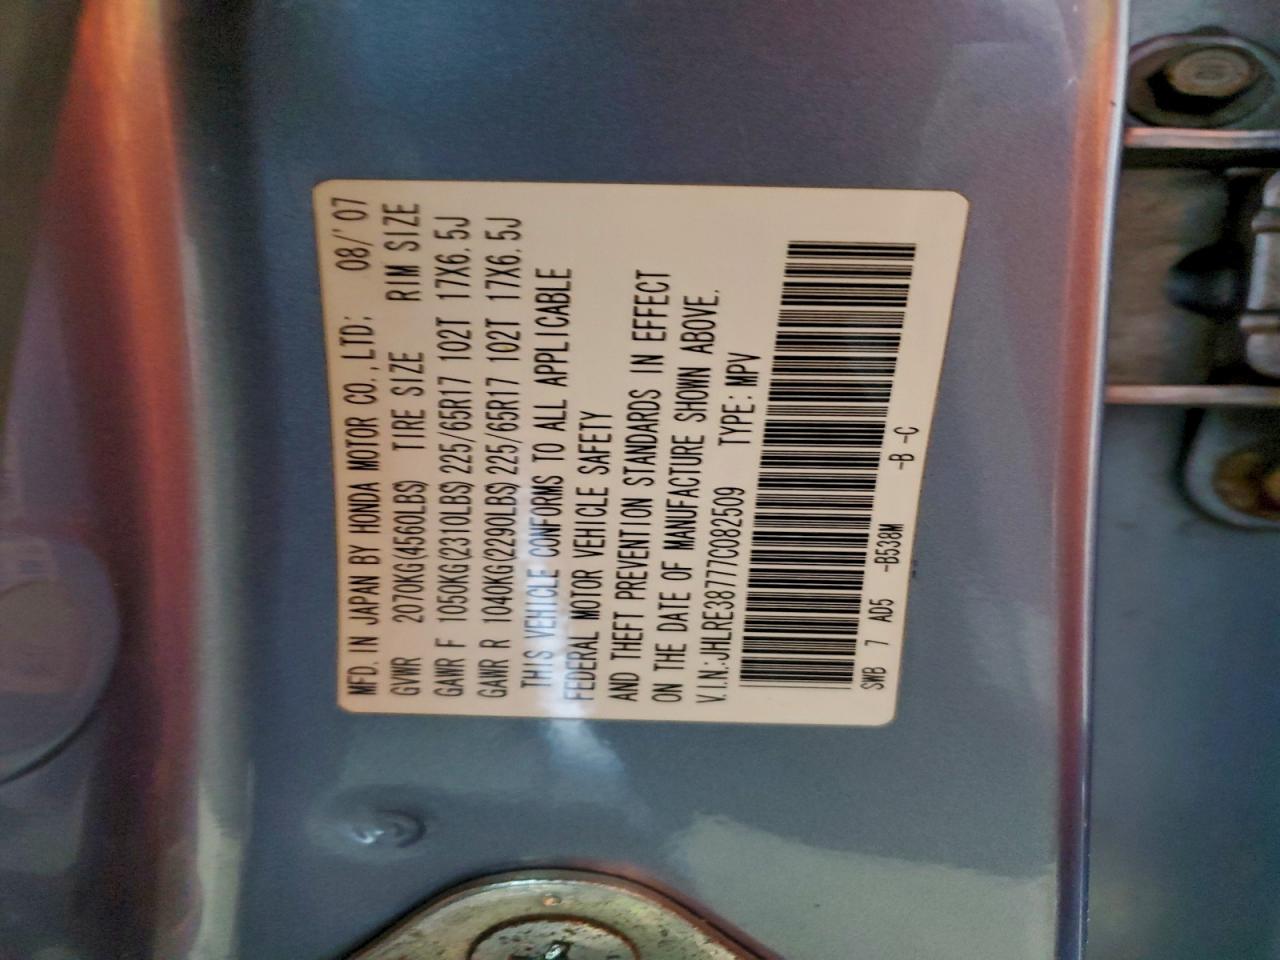 MFD. IN JAPAN BY HONDA MOTOR CO., LTD: 08/'07
GVWR 2070KG(4560LBS) TIRE SIZE RIM SIZE
GAWR F 1050KG(2310LBS) 225/65R17 102T 17X6.5J
GAWR R 1040KG(2290LBS) 225/65R17 102T 17X6.5J
THIS VEHICLE CONFORMS TO ALL APPLICABLE
FEDERAL MOTOR VEHICLE SAFETY
AND THEFT PREVENTION STANDARDS IN EFFECT
ON THE DATE OF MANUFACTURE SHOWN ABOVE.
V.I.N.:JHLRE38777C082509 TYPE: MPV
SWB 7 AD5 -B538M -B -C